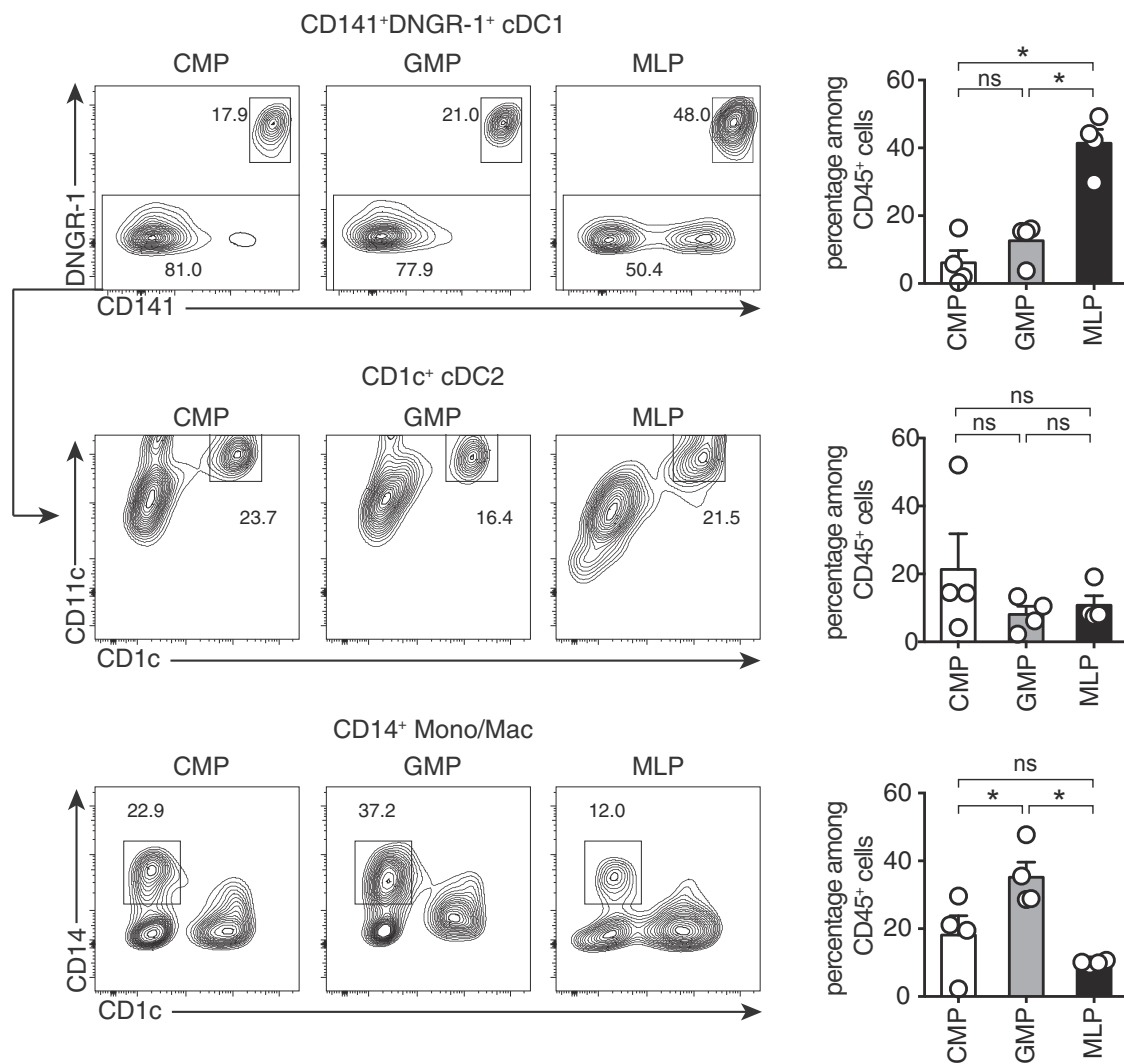 CD141⁺DNGR-1⁺ cDC1
CMP GMP MLP
17.9 21.0 48.0
81.0 77.9 50.4
DNGR-1
CD141
percentage among
CD45⁺ cells
60
40
20
0
*
ns *
CMP GMP MLP
CD1c⁺ cDC2
CMP GMP MLP
23.7 16.4 21.5
CD11c
CD1c
percentage among
CD45⁺ cells
60
40
20
0
ns
ns ns
CMP GMP MLP
CD14⁺ Mono/Mac
CMP GMP MLP
22.9 37.2 12.0
CD14
CD1c
percentage among
CD45⁺ cells
60
40
20
0
ns
* *
CMP GMP MLP